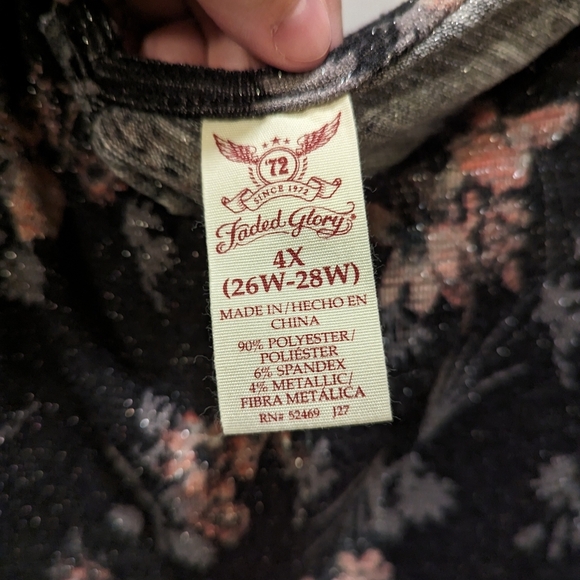 '72
SINCE 1972
Faded Glory
4X
(26W-28W)
MADE IN/HECHO EN
CHINA
90% POLYESTER/
POLIÉSTER
6% SPANDEX
4% METALLIC/
FIBRA METÁLICA
RN# 52469 J27